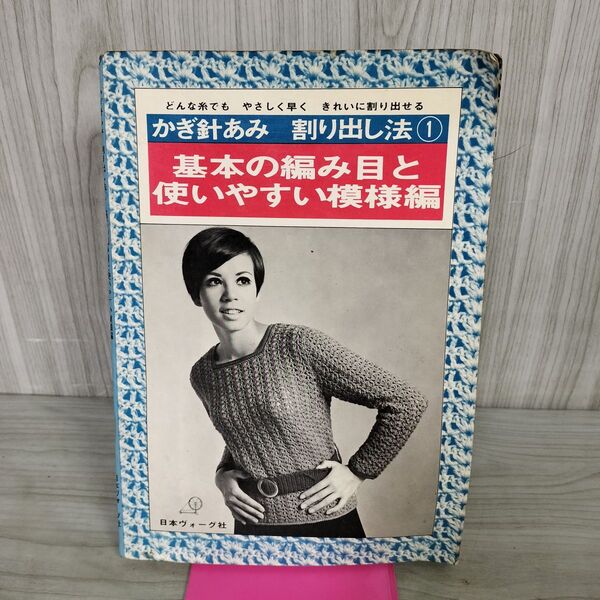 どんな糸でも　やさしく早く　きれいに割り出せる
かぎ針あみ　割り出し法①
基本の編み目と
使いやすい模様編
日本ヴォーグ社